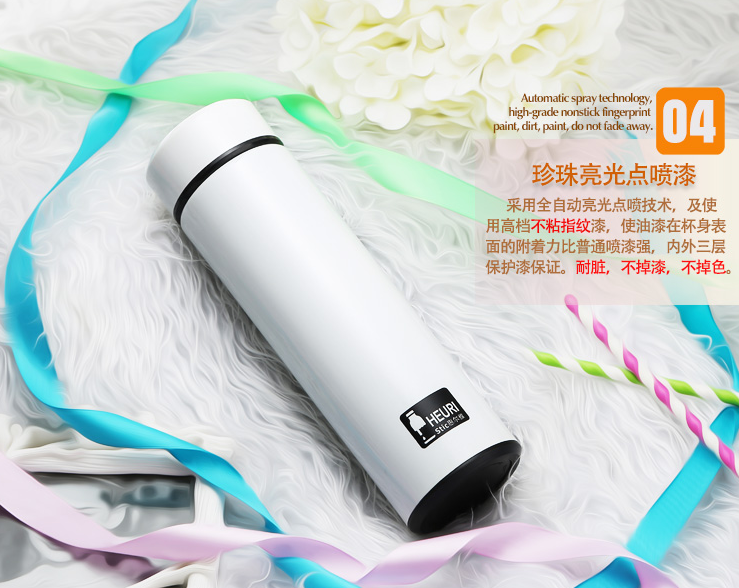 Automatic spray technology,
high-grade nonstick fingerprint
paint, dirt, paint, do not fade away.
04
珍珠亮光点喷漆
采用全自动亮光点喷技术，及使
用高档不粘指纹漆，使油漆在杯身表
面的附着力比普通喷漆强，内外三层
保护漆保证。耐脏，不掉漆，不掉色。
HEURI
Stic